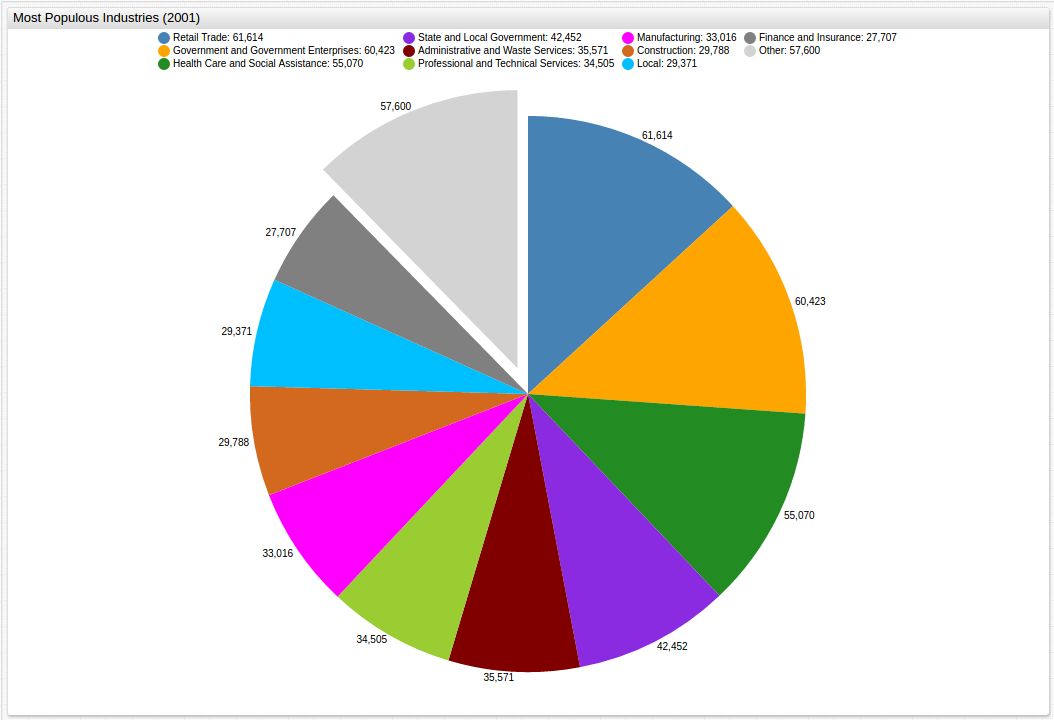 Most Populous Industries (2001)
Retail Trade: 61,614
State and Local Government: 42,452
Manufacturing: 33,016
Finance and Insurance: 27,707
Government and Government Enterprises: 60,423
Administrative and Waste Services: 35,571
Construction: 29,788
Other: 57,600
Health Care and Social Assistance: 55,070
Professional and Technical Services: 34,505
Local: 29,371
57,600
61,614
27,707
60,423
29,371
29,788
55,070
33,016
34,505
42,452
35,571